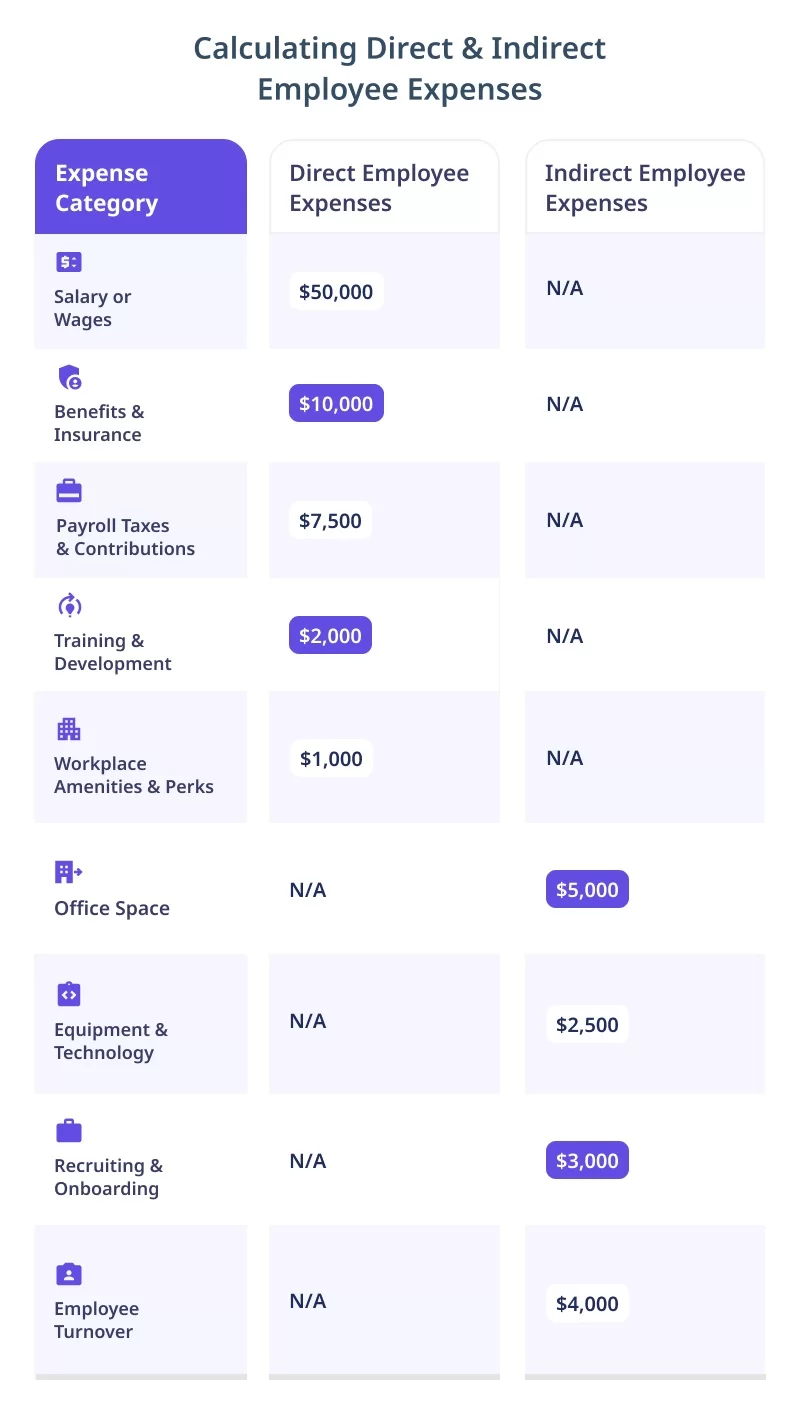 Calculating Direct & Indirect
Employee Expenses
Expense
Category
Direct Employee
Expenses
Indirect Employee
Expenses
Salary or
Wages
$50,000
N/A
Benefits &
Insurance
$10,000
N/A
Payroll Taxes
& Contributions
$7,500
N/A
Training &
Development
$2,000
N/A
Workplace
Amenities & Perks
$1,000
N/A
Office Space
N/A
$5,000
Equipment &
Technology
N/A
$2,500
Recruiting &
Onboarding
N/A
$3,000
Employee
Turnover
N/A
$4,000